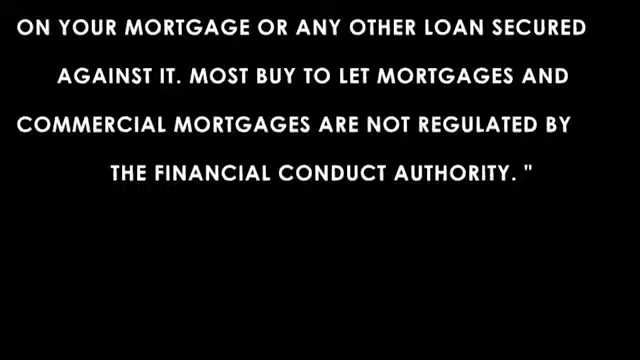 ON YOUR MORTGAGE OR ANY OTHER LOAN SECURED
AGAINST IT. MOST BUY TO LET MORTGAGES AND
COMMERCIAL MORTGAGES ARE NOT REGULATED BY
THE FINANCIAL CONDUCT AUTHORITY. "